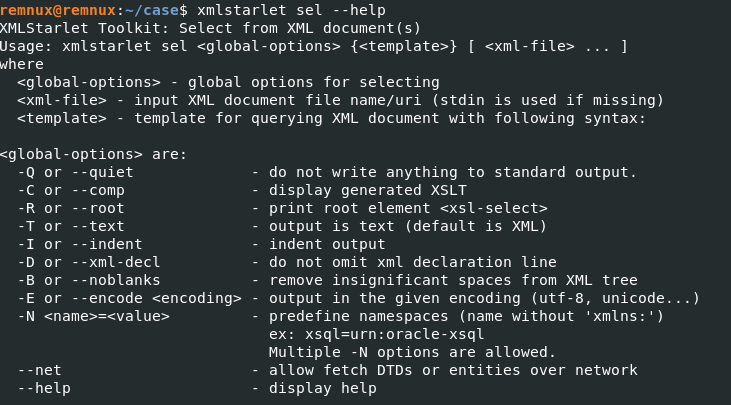 remnux@remnux:~/case$ xmlstarlet sel --help
XMLStarlet Toolkit: Select from XML document(s)
Usage: xmlstarlet sel <global-options> {<template>} [ <xml-file> ... ]
where
  <global-options> - global options for selecting
  <xml-file> - input XML document file name/uri (stdin is used if missing)
  <template> - template for querying XML document with following syntax:

<global-options> are:
  -Q or --quiet             - do not write anything to standard output.
  -C or --comp              - display generated XSLT
  -R or --root              - print root element <xsl-select>
  -T or --text              - output is text (default is XML)
  -I or --indent            - indent output
  -D or --xml-decl          - do not omit xml declaration line
  -B or --noblanks          - remove insignificant spaces from XML tree
  -E or --encode <encoding> - output in the given encoding (utf-8, unicode...)
  -N <name>=<value>         - predefine namespaces (name without 'xmlns:')
                              ex: xsql=urn:oracle-xsql
                              Multiple -N options are allowed.
  --net                     - allow fetch DTDs or entities over network
  --help                    - display help